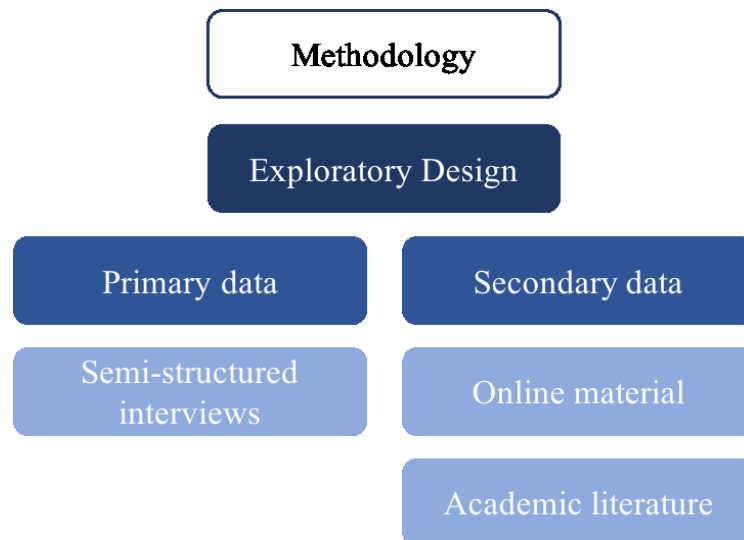 Methodology
Exploratory Design
Primary data
Secondary data
Semi-structured
interviews
Online material
Academic literature